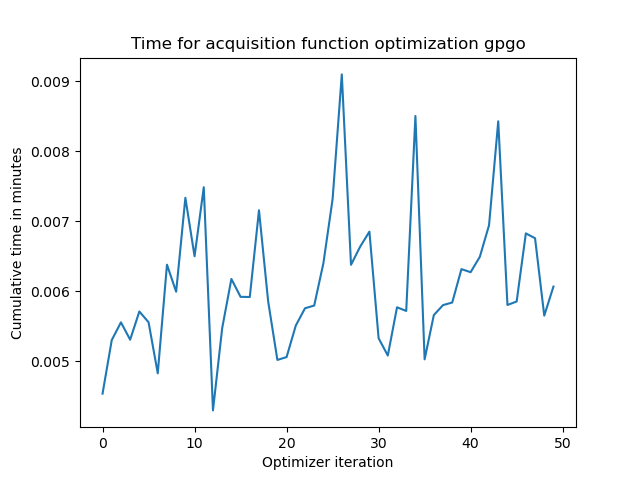 Time for acquisition function optimization gpgo
Cumulative time in minutes
0.009
0.008
0.007
0.006
0.005
0 10 20 30 40 50
Optimizer iteration